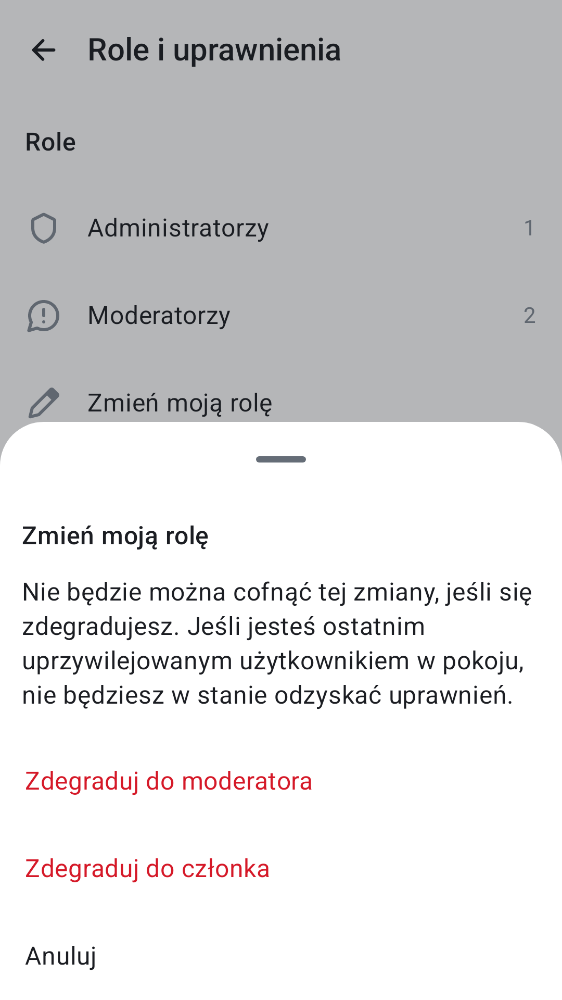 Role i uprawnienia
Role
Administratorzy 1
Moderatorzy 2
Zmień moją rolę
Zmień moją rolę
Nie będzie można cofnąć tej zmiany, jeśli się
zdegradujesz. Jeśli jesteś ostatnim
uprzywilejowanym użytkownikiem w pokoju,
nie będziesz w stanie odzyskać uprawnień.
Zdegraduj do moderatora
Zdegraduj do członka
Anuluj